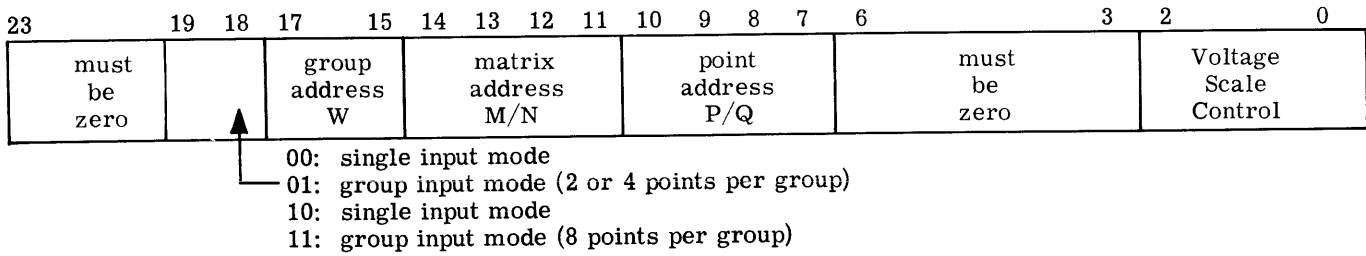 23 19 18 17 15 14 13 12 11 10 9 8 7 6 3 2 0
must be zero
group address W
matrix address M/N
point address P/Q
must be zero
Voltage Scale Control
00: single input mode
01: group input mode (2 or 4 points per group)
10: single input mode
11: group input mode (8 points per group)